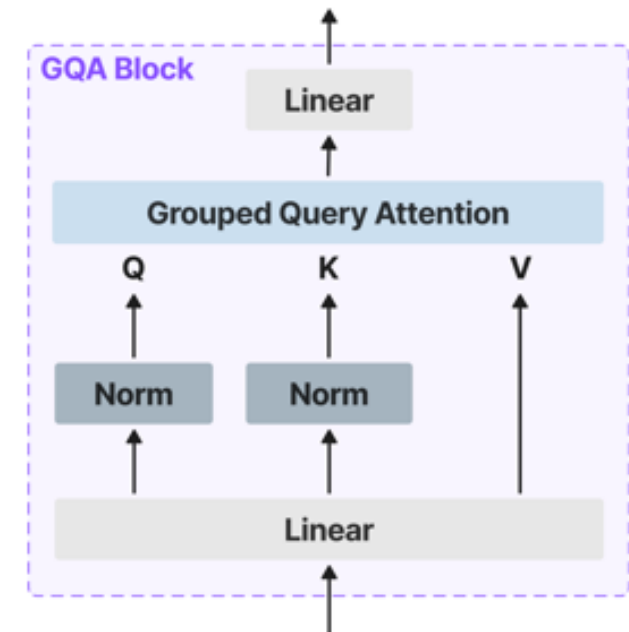 GQA Block
Linear
Grouped Query Attention
Q K V
Norm Norm
Linear